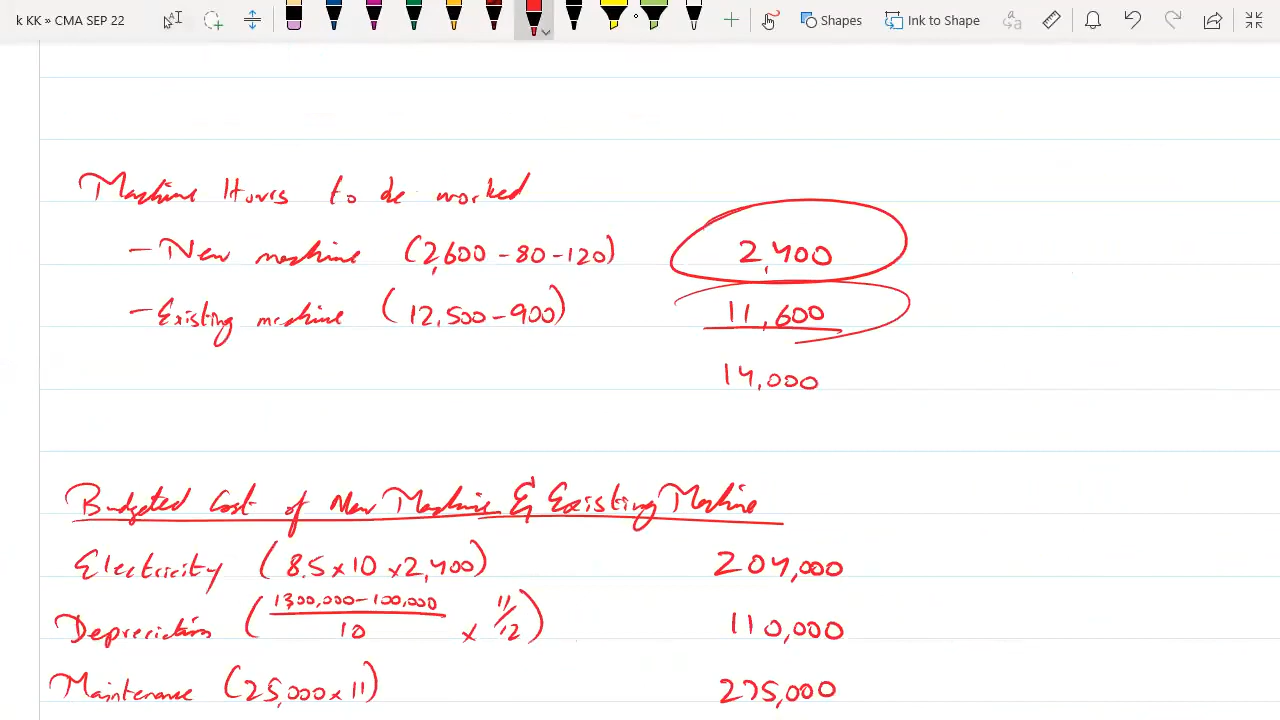 k KK » CMA SEP 22
Shapes
Ink to Shape
Machine Hours to be worked
- New machine (2,600 - 80 - 120) 2,400
- Existing machine (12,500 - 900) 11,600
14,000
Budgeted Cost of New Machine & Existing Machine
Electricity (8.5 x 10 x 2,400) 204,000
Depreciation (1300,000 - 100,000 / 10 x 11/12) 110,000
Maintenance (25,000 x 11) 275,000